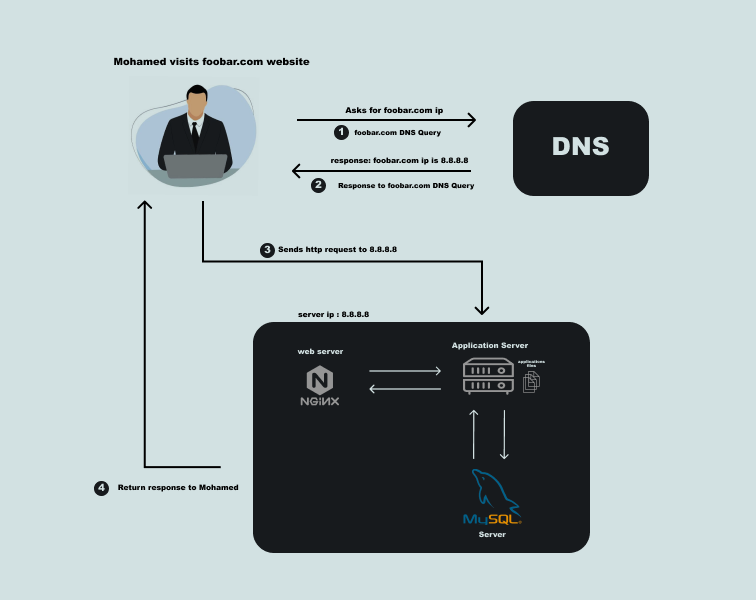 Mohamed visits foobar.com website
Asks for foobar.com ip
1 foobar.com DNS Query
DNS
response: foobar.com ip is 8.8.8.8
2 Response to foobar.com DNS Query
3 Sends http request to 8.8.8.8
server ip : 8.8.8.8
Application Server
web server
applications
files
N
NGiNX
4 Return response to Mohamed
MySQL
Server